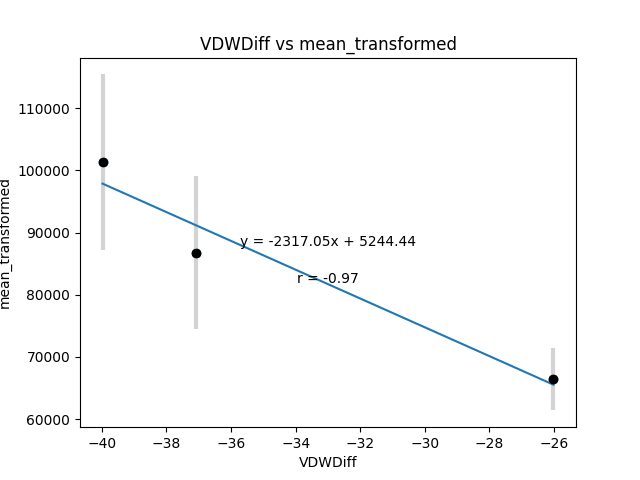 VDWDiff vs mean_transformed
mean_transformed
110000
100000
90000
80000
70000
60000
y = -2317.05x + 5244.44
r = -0.97
−40 −38 −36 −34 −32 −30 −28 −26
VDWDiff